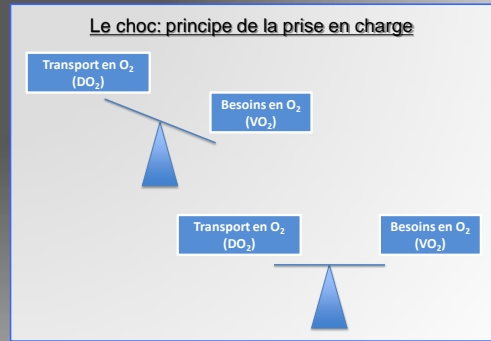 Le choc: principe de la prise en charge
Transport en O₂
(DO₂)
Besoins en O₂
(VO₂)
Transport en O₂
(DO₂)
Besoins en O₂
(VO₂)